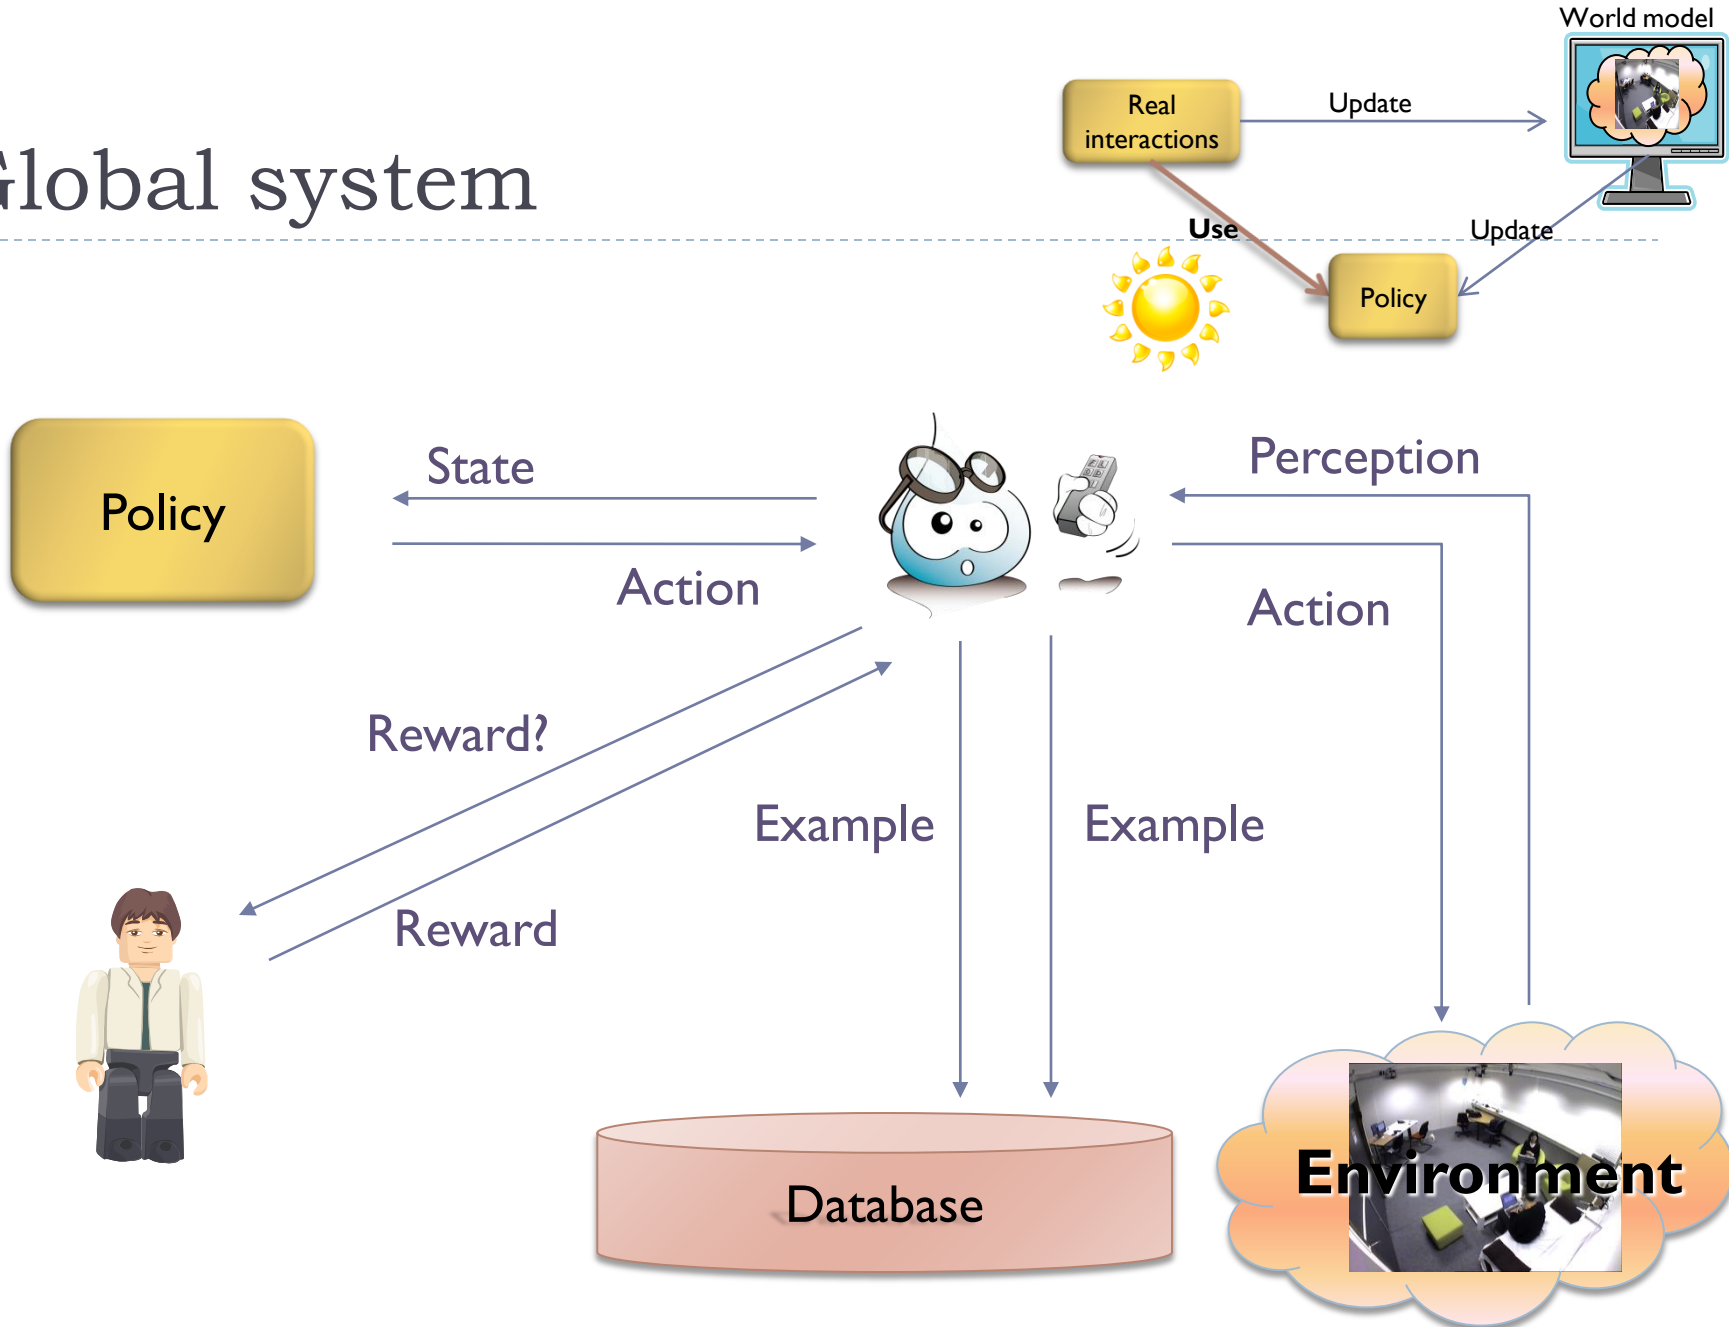 World model
Real
interactions
Update
Global system
Use
Update
Policy
Policy
State
Action
Perception
Action
Reward?
Reward
Example
Example
Database
Environment